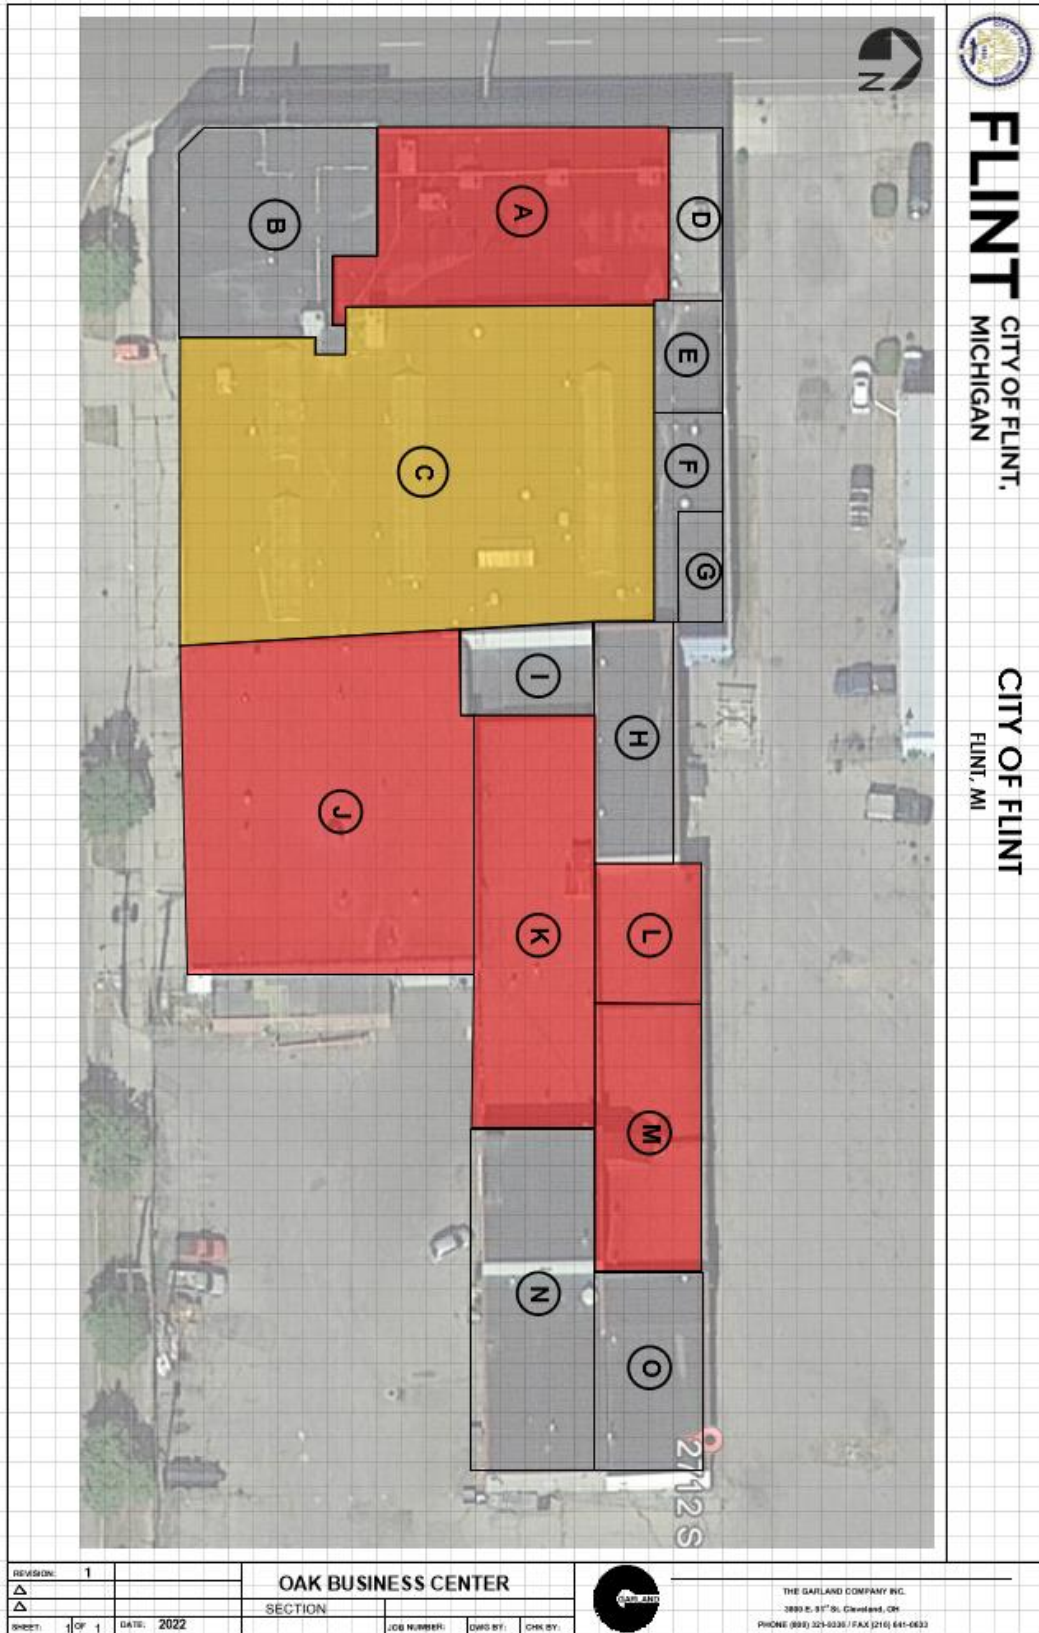 FLINT
CITY OF FLINT,
MICHIGAN
CITY OF FLINT
FLINT, MI
N
B
A
D
E
F
C
G
I
H
J
K
L
M
N
O
2712 S
REVISION: 1
SHEET: 1 OF 1 DATE: 2022
OAK BUSINESS CENTER
SECTION
JOB NUMBER: DWG BY: CHK BY:
GARLAND
THE GARLAND COMPANY INC.
3800 E. 91ST St. Cleveland, OH